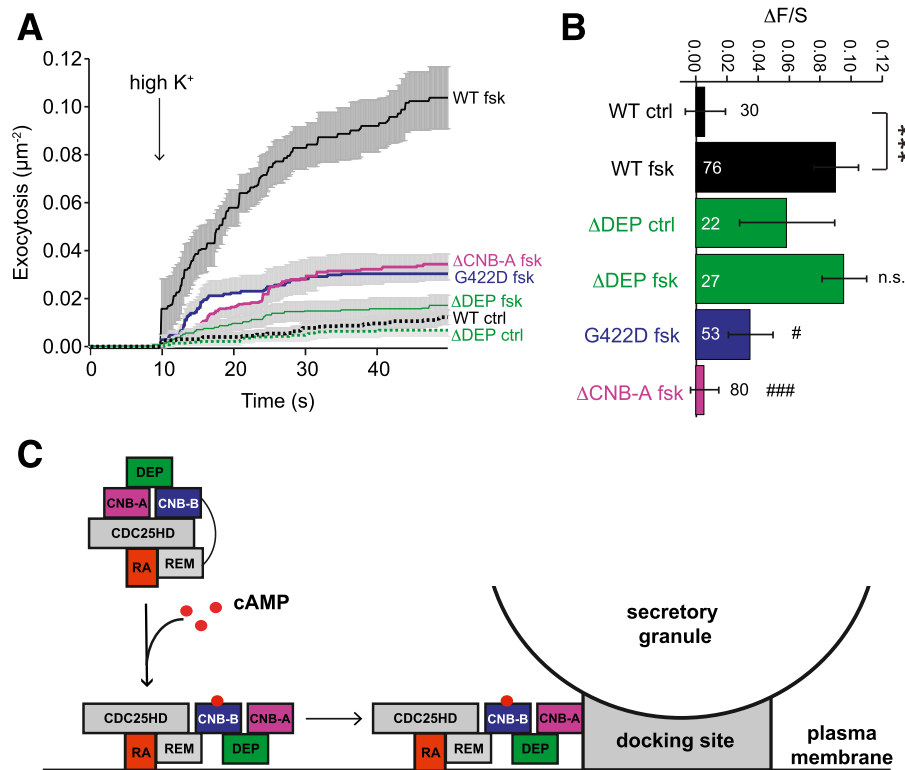 A
0.12
0.10
0.08
0.06
0.04
0.02
0.00
Exocytosis (µm⁻²)
high K⁺
WT fsk
ΔCNB-A fsk
G422D fsk
ΔDEP fsk
WT ctrl
ΔDEP ctrl
0
10
20
30
40
Time (s)
B
ΔF/S
0.00
0.02
0.04
0.06
0.08
0.10
0.12
WT ctrl
30
***
WT fsk
76
ΔDEP ctrl
22
ΔDEP fsk
27
n.s.
G422D fsk
53
#
ΔCNB-A fsk
80
###
C
DEP
CNB-A
CNB-B
CDC25HD
RA
REM
cAMP
CDC25HD
CNB-B
CNB-A
RA
REM
DEP
CDC25HD
CNB-B
CNB-A
RA
REM
DEP
secretory
granule
docking site
plasma
membrane